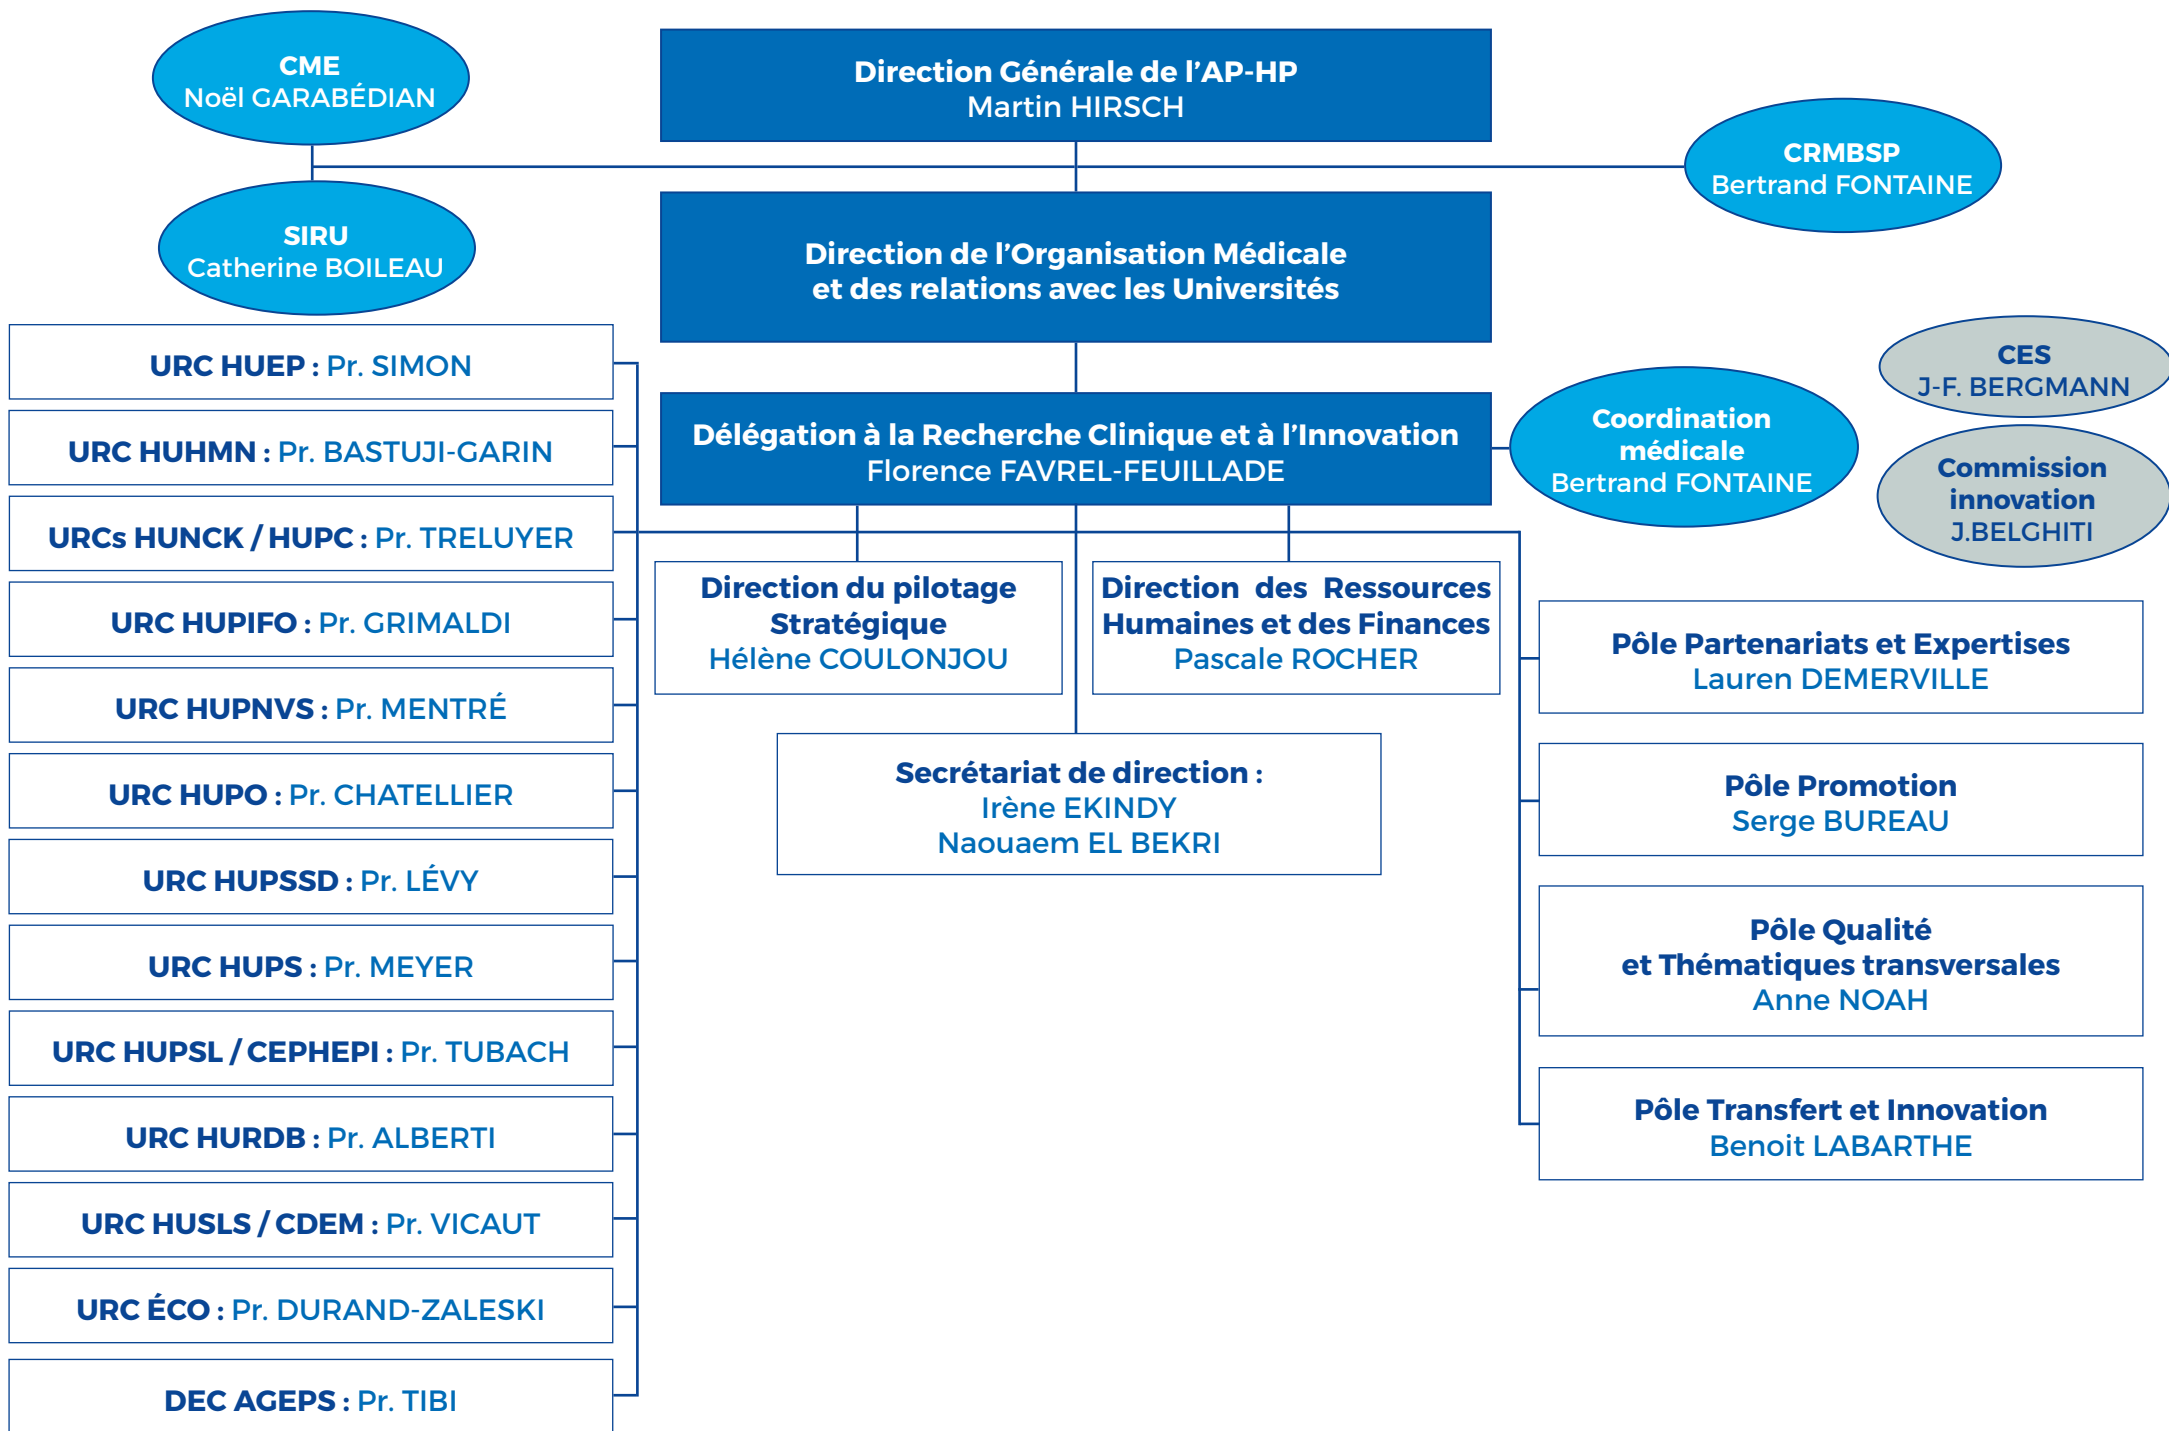 CME
Noël GARABÉDIAN
Direction Générale de l'AP-HP
Martin HIRSCH
CRMBSP
Bertrand FONTAINE
SIRU
Catherine BOILEAU
Direction de l'Organisation Médicale
et des relations avec les Universités
CES
J-F. BERGMANN
Délégation à la Recherche Clinique et à l'Innovation
Florence FAVREL-FEUILLADE
Coordination
médicale
Bertrand FONTAINE
Commission
innovation
J.BELGHITI
URC HUEP : Pr. SIMON
URC HUHMN : Pr. BASTUJI-GARIN
URCs HUNCK / HUPC : Pr. TRELUYER
URC HUPIFO : Pr. GRIMALDI
URC HUPNVS : Pr. MENTRÉ
URC HUPO : Pr. CHATELLIER
URC HUPSSD : Pr. LÉVY
URC HUPS : Pr. MEYER
URC HUPSL / CEPHEPI : Pr. TUBACH
URC HURDB : Pr. ALBERTI
URC HUSLS / CDEM : Pr. VICAUT
URC ÉCO : Pr. DURAND-ZALESKI
DEC AGEPS : Pr. TIBI
Direction du pilotage
Stratégique
Hélène COULONJOU
Direction des Ressources
Humaines et des Finances
Pascale ROCHER
Secrétariat de direction :
Irène EKINDY
Naouaem EL BEKRI
Pôle Partenariats et Expertises
Lauren DEMERVILLE
Pôle Promotion
Serge BUREAU
Pôle Qualité
et Thématiques transversales
Anne NOAH
Pôle Transfert et Innovation
Benoit LABARTHE